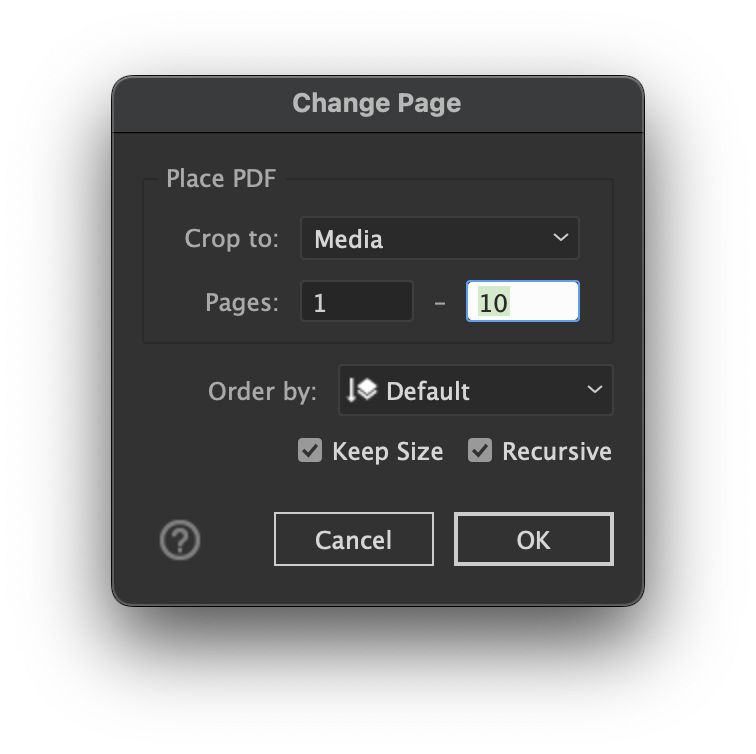 Change Page
Place PDF
Crop to: Media
Pages: 1 - 10
Order by: Default
Keep Size Recursive
? Cancel OK